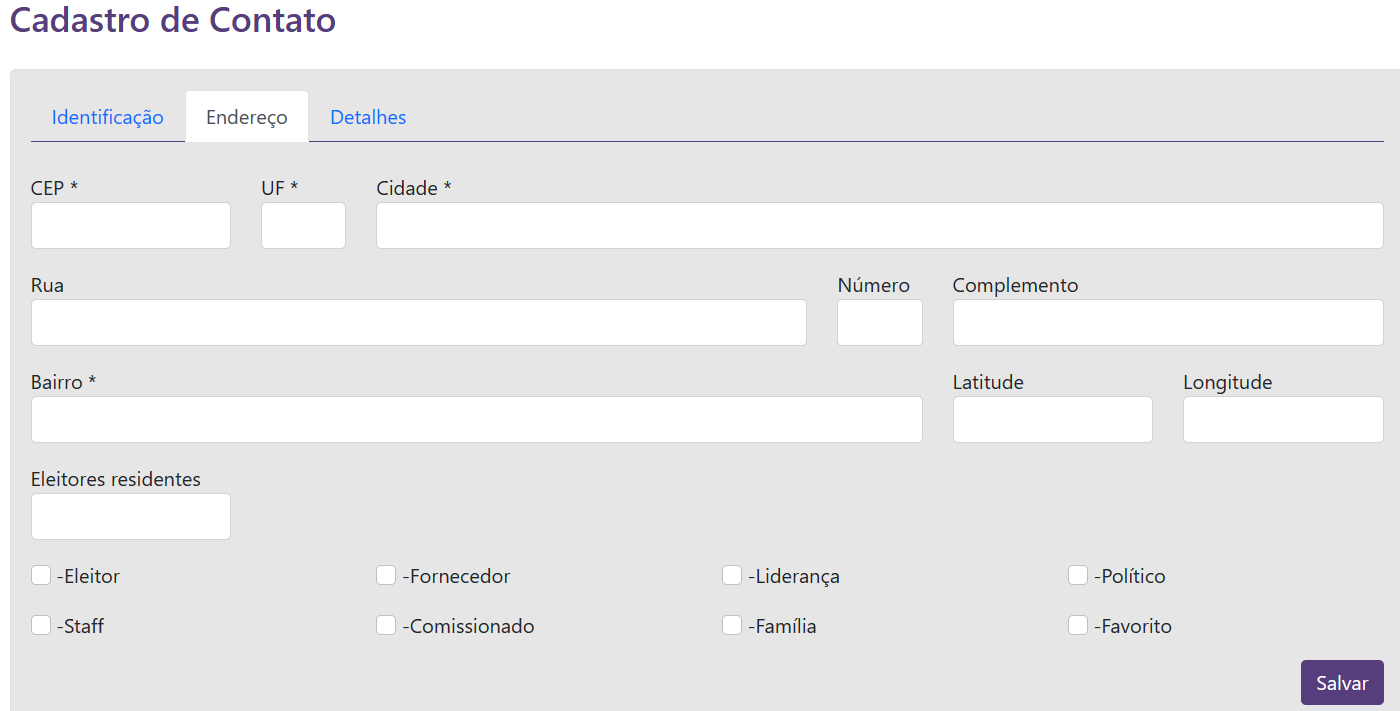 Cadastro de Contato
Identificação Endereço Detalhes
CEP * UF * Cidade *
Rua Número Complemento
Bairro * Latitude Longitude
Eleitores residentes
-Eleitor -Fornecedor -Liderança -Político
-Staff -Comissionado -Família -Favorito
Salvar